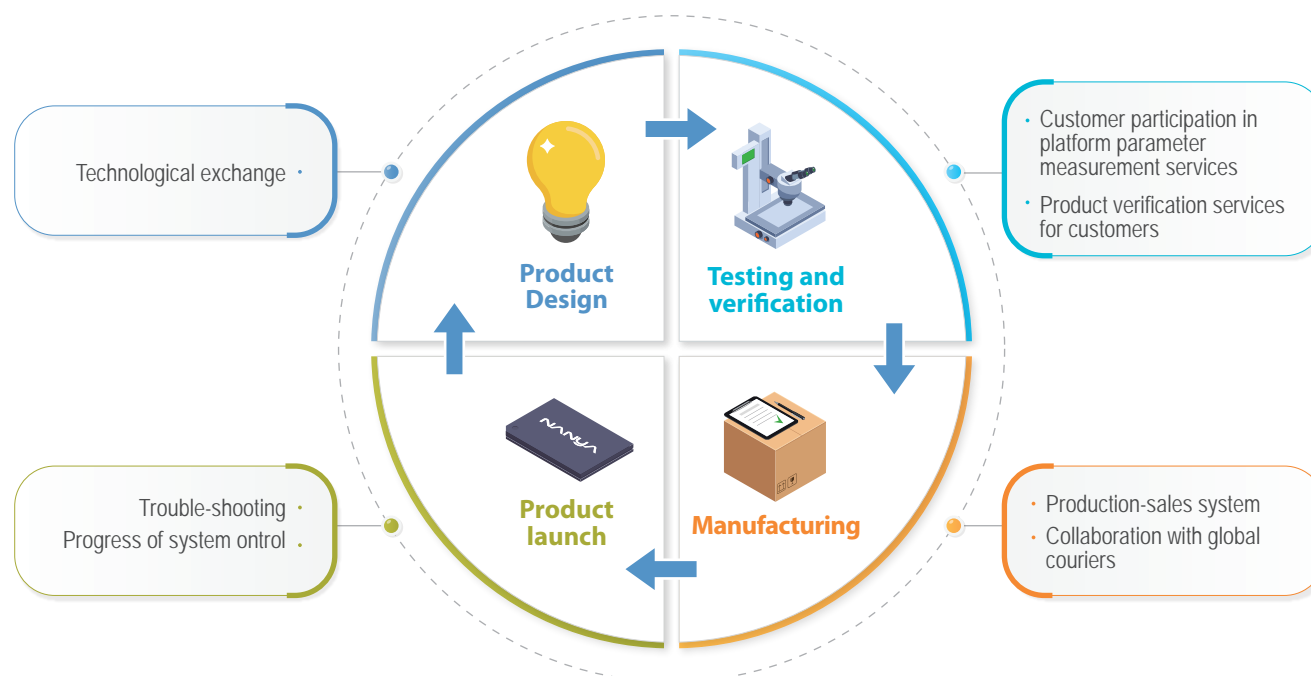 Technological exchange
Product
Design
Testing and
verification
Customer participation in
platform parameter
measurement services
Product verification services
for customers
Trouble-shooting
Progress of system ontrol
NANYA
Product
launch
Manufacturing
Production-sales system
Collaboration with global
couriers